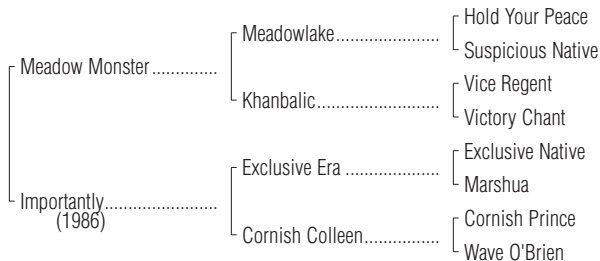 Hold Your Peace
Meadowlake....................
Suspicious Native
Meadow Monster.............
Vice Regent
Khanbalic.......................
Victory Chant
Exclusive Native
Exclusive Era ..................
Marshua
Importantly......................
(1986)
Cornish Prince
Cornish Colleen..............
Wave O'Brien